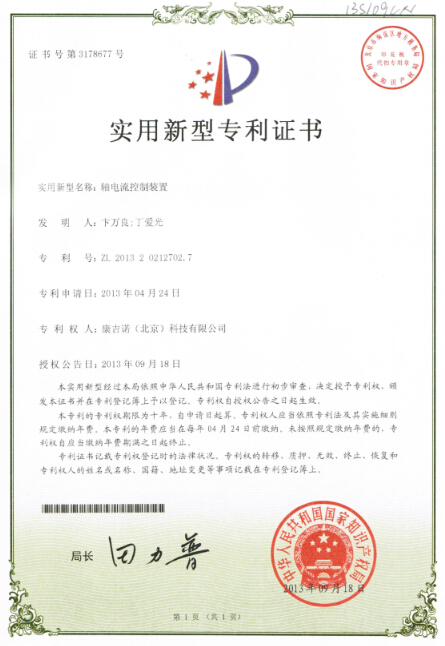 135109CN
证书号第3178677号
印花税
代扣专用章
实用新型专利证书
实用新型名称：轴电流控制装置
发 明 人：卞万良;丁爱光
专 利 号：ZL 2013 2 0212702.7
专利申请日：2013年04月24日
专 利 权 人：康吉诺（北京）科技有限公司
授权公告日：2013年09月18日
本实用新型经过本局依照中华人民共和国专利法进行初步审查，决定授予专利权，颁
发本证书并在专利登记簿上予以登记。专利权自授权公告之日起生效。
本专利的专利权期限为十年，自申请日起算。专利权人应当依照专利法及其实施细则
规定缴纳年费。本专利的年费应当在每年04月24日前缴纳。未按照规定缴纳年费的，专
利权自应当缴纳年费期满之日起终止。
专利证书记载专利权登记时的法律状况。专利权的转移、质押、无效、终止、恢复和
专利权人的姓名或名称、国籍、地址变更等事项记载在专利登记簿上。
局长 田力普
中华人民共和国国家知识产权局
2013年09月18日
第1页（共1页）